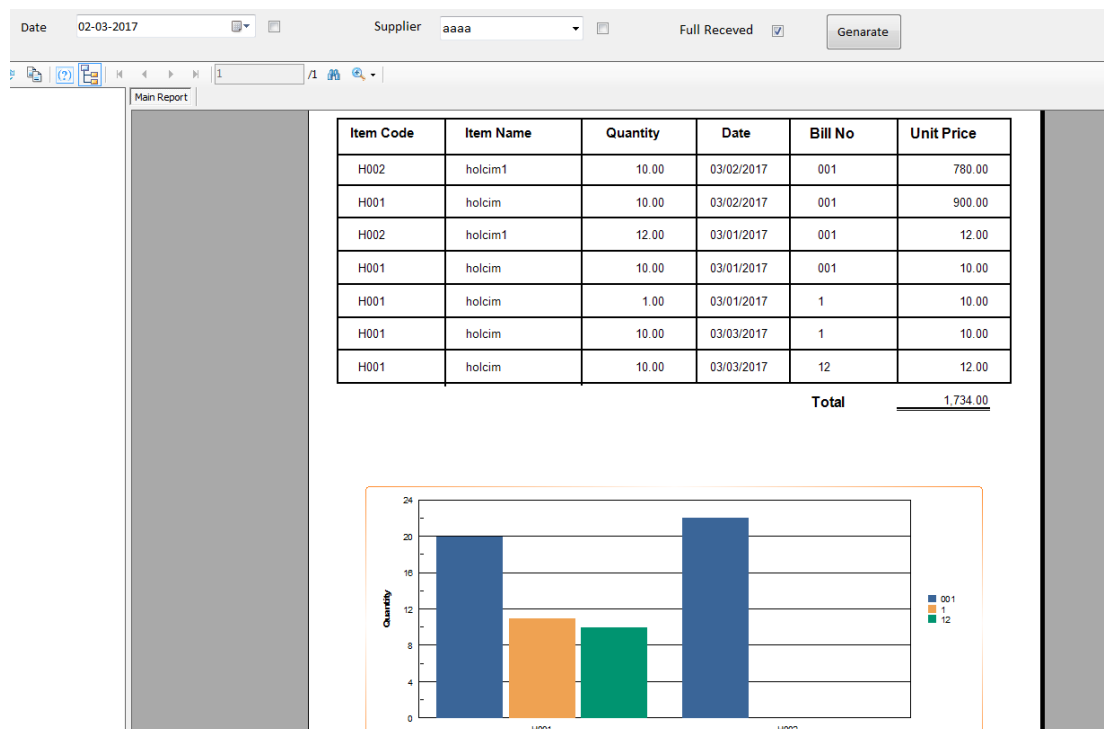 Date 02-03-2017 Supplier aaaa Full Receved Genarate
1 /1
Main Report
Item Code Item Name Quantity Date Bill No Unit Price
H002 holcim1 10.00 03/02/2017 001 780.00
H001 holcim 10.00 03/02/2017 001 900.00
H002 holcim1 12.00 03/01/2017 001 12.00
H001 holcim 10.00 03/01/2017 001 10.00
H001 holcim 1.00 03/01/2017 1 10.00
H001 holcim 10.00 03/03/2017 1 10.00
H001 holcim 10.00 03/03/2017 12 12.00
Total 1,734.00
24
20
16
12
8
4
0
Quantity
001
1
12
H001 H002